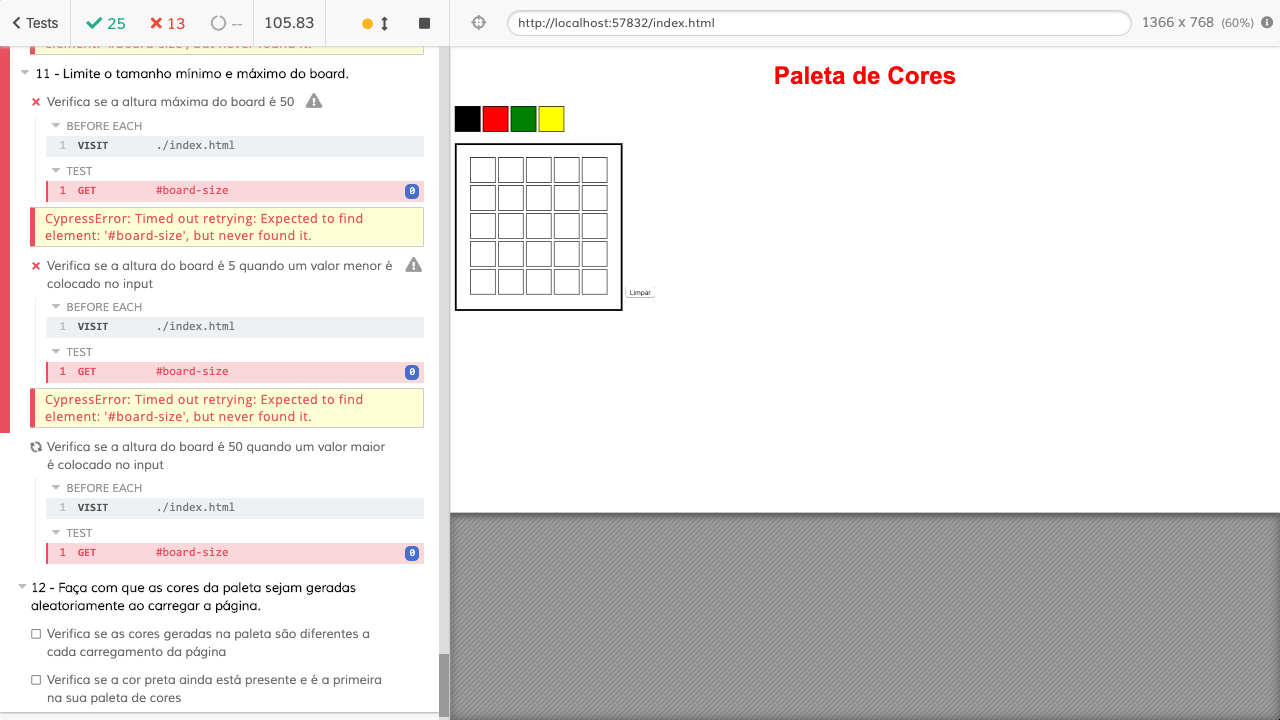 Tests
25
13
--
105.83
http://localhost:57832/index.html
1366 x 768 (60%)
element: '#board-size', but never found it.
11 - Limite o tamanho mínimo e máximo do board.
Verifica se a altura máxima do board é 50
BEFORE EACH
1 VISIT ./index.html
TEST
1 GET #board-size 0
CypressError: Timed out retrying: Expected to find
element: '#board-size', but never found it.
Verifica se a altura do board é 5 quando um valor menor é
colocado no input
BEFORE EACH
1 VISIT ./index.html
TEST
1 GET #board-size 0
CypressError: Timed out retrying: Expected to find
element: '#board-size', but never found it.
Verifica se a altura do board é 50 quando um valor maior
é colocado no input
BEFORE EACH
1 VISIT ./index.html
TEST
1 GET #board-size 0
12 - Faça com que as cores da paleta sejam geradas
aleatoriamente ao carregar a página.
Verifica se as cores geradas na paleta são diferentes a
cada carregamento da página
Verifica se a cor preta ainda está presente e é a primeira
na sua paleta de cores
Paleta de Cores
Limpar